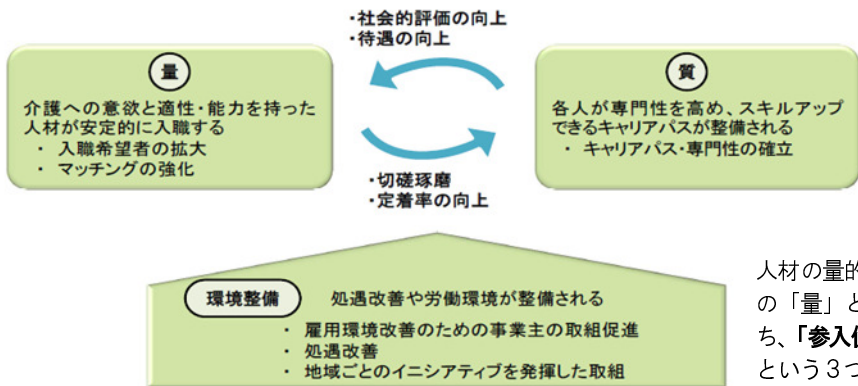 ・社会的評価の向上
・待遇の向上
量
介護への意欲と適性・能力を持った
人材が安定的に入職する
・ 入職希望者の拡大
・ マッチングの強化
質
各人が専門性を高め、スキルアップ
できるキャリアパスが整備される
・ キャリアパス・専門性の確立
・切磋琢磨
・定着率の向上
環境整備 処遇改善や労働環境が整備される
・ 雇用環境改善のための事業主の取組促進
・ 処遇改善
・ 地域ごとのイニシアティブを発揮した取組
人材の量的
の「量」と
ち、「参入
という３つ